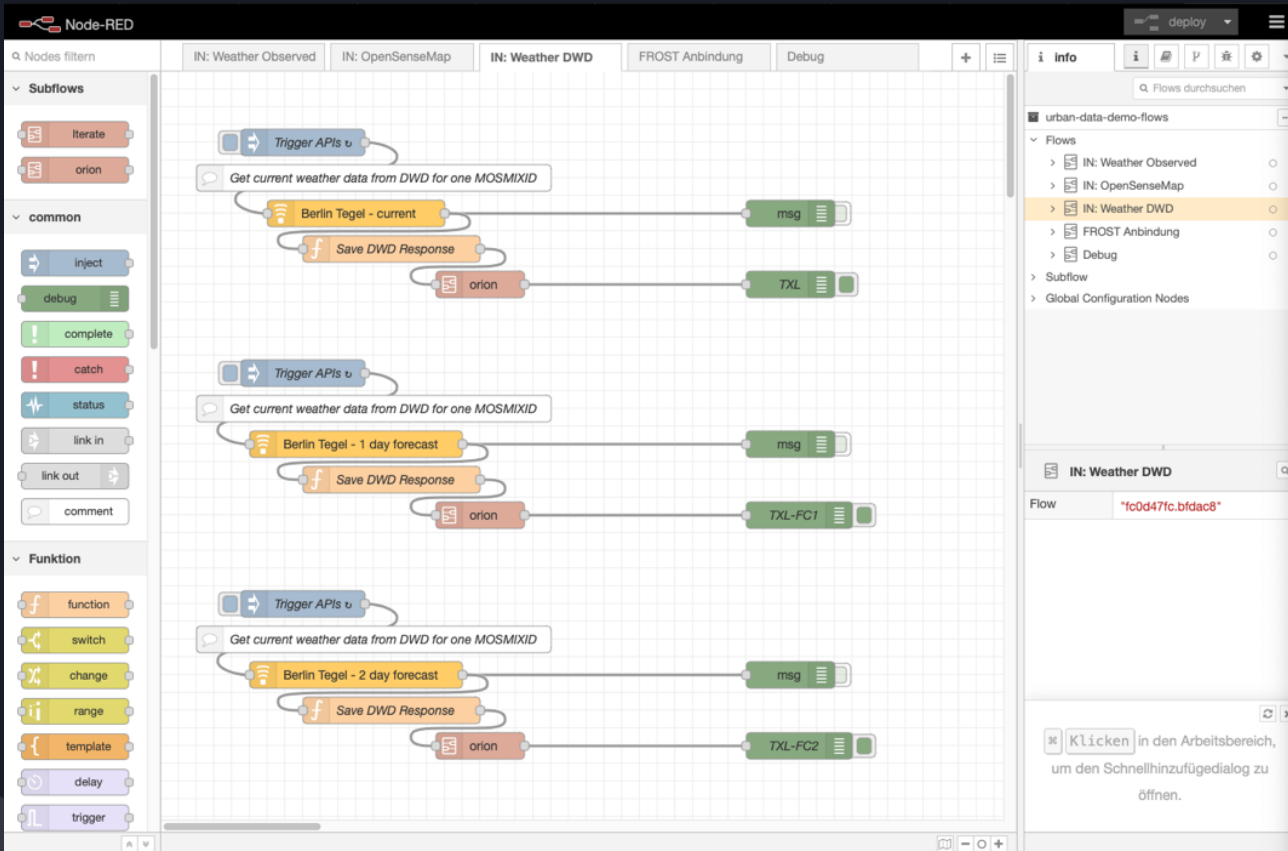 Node-RED
deploy
Nodes filtern
IN: Weather Observed
IN: OpenSenseMap
IN: Weather DWD
FROST Anbindung
Debug
i info
Flows durchsuchen
Subflows
Iterate
orion
common
inject
debug
complete
catch
status
link in
link out
comment
Funktion
function
switch
change
range
template
delay
trigger
Trigger APIs ↻
Get current weather data from DWD for one MOSMIXID
Berlin Tegel - current
msg
Save DWD Response
orion
TXL
Trigger APIs ↻
Get current weather data from DWD for one MOSMIXID
Berlin Tegel - 1 day forecast
msg
Save DWD Response
orion
TXL-FC1
Trigger APIs ↻
Get current weather data from DWD for one MOSMIXID
Berlin Tegel - 2 day forecast
msg
Save DWD Response
orion
TXL-FC2
urban-data-demo-flows
Flows
IN: Weather Observed
IN: OpenSenseMap
IN: Weather DWD
FROST Anbindung
Debug
Subflow
Global Configuration Nodes
IN: Weather DWD
Flow "fc0d47fc.bfdac8"
⌘ Klicken in den Arbeitsbereich,
um den Schnellhinzufügedialog zu
öffnen.